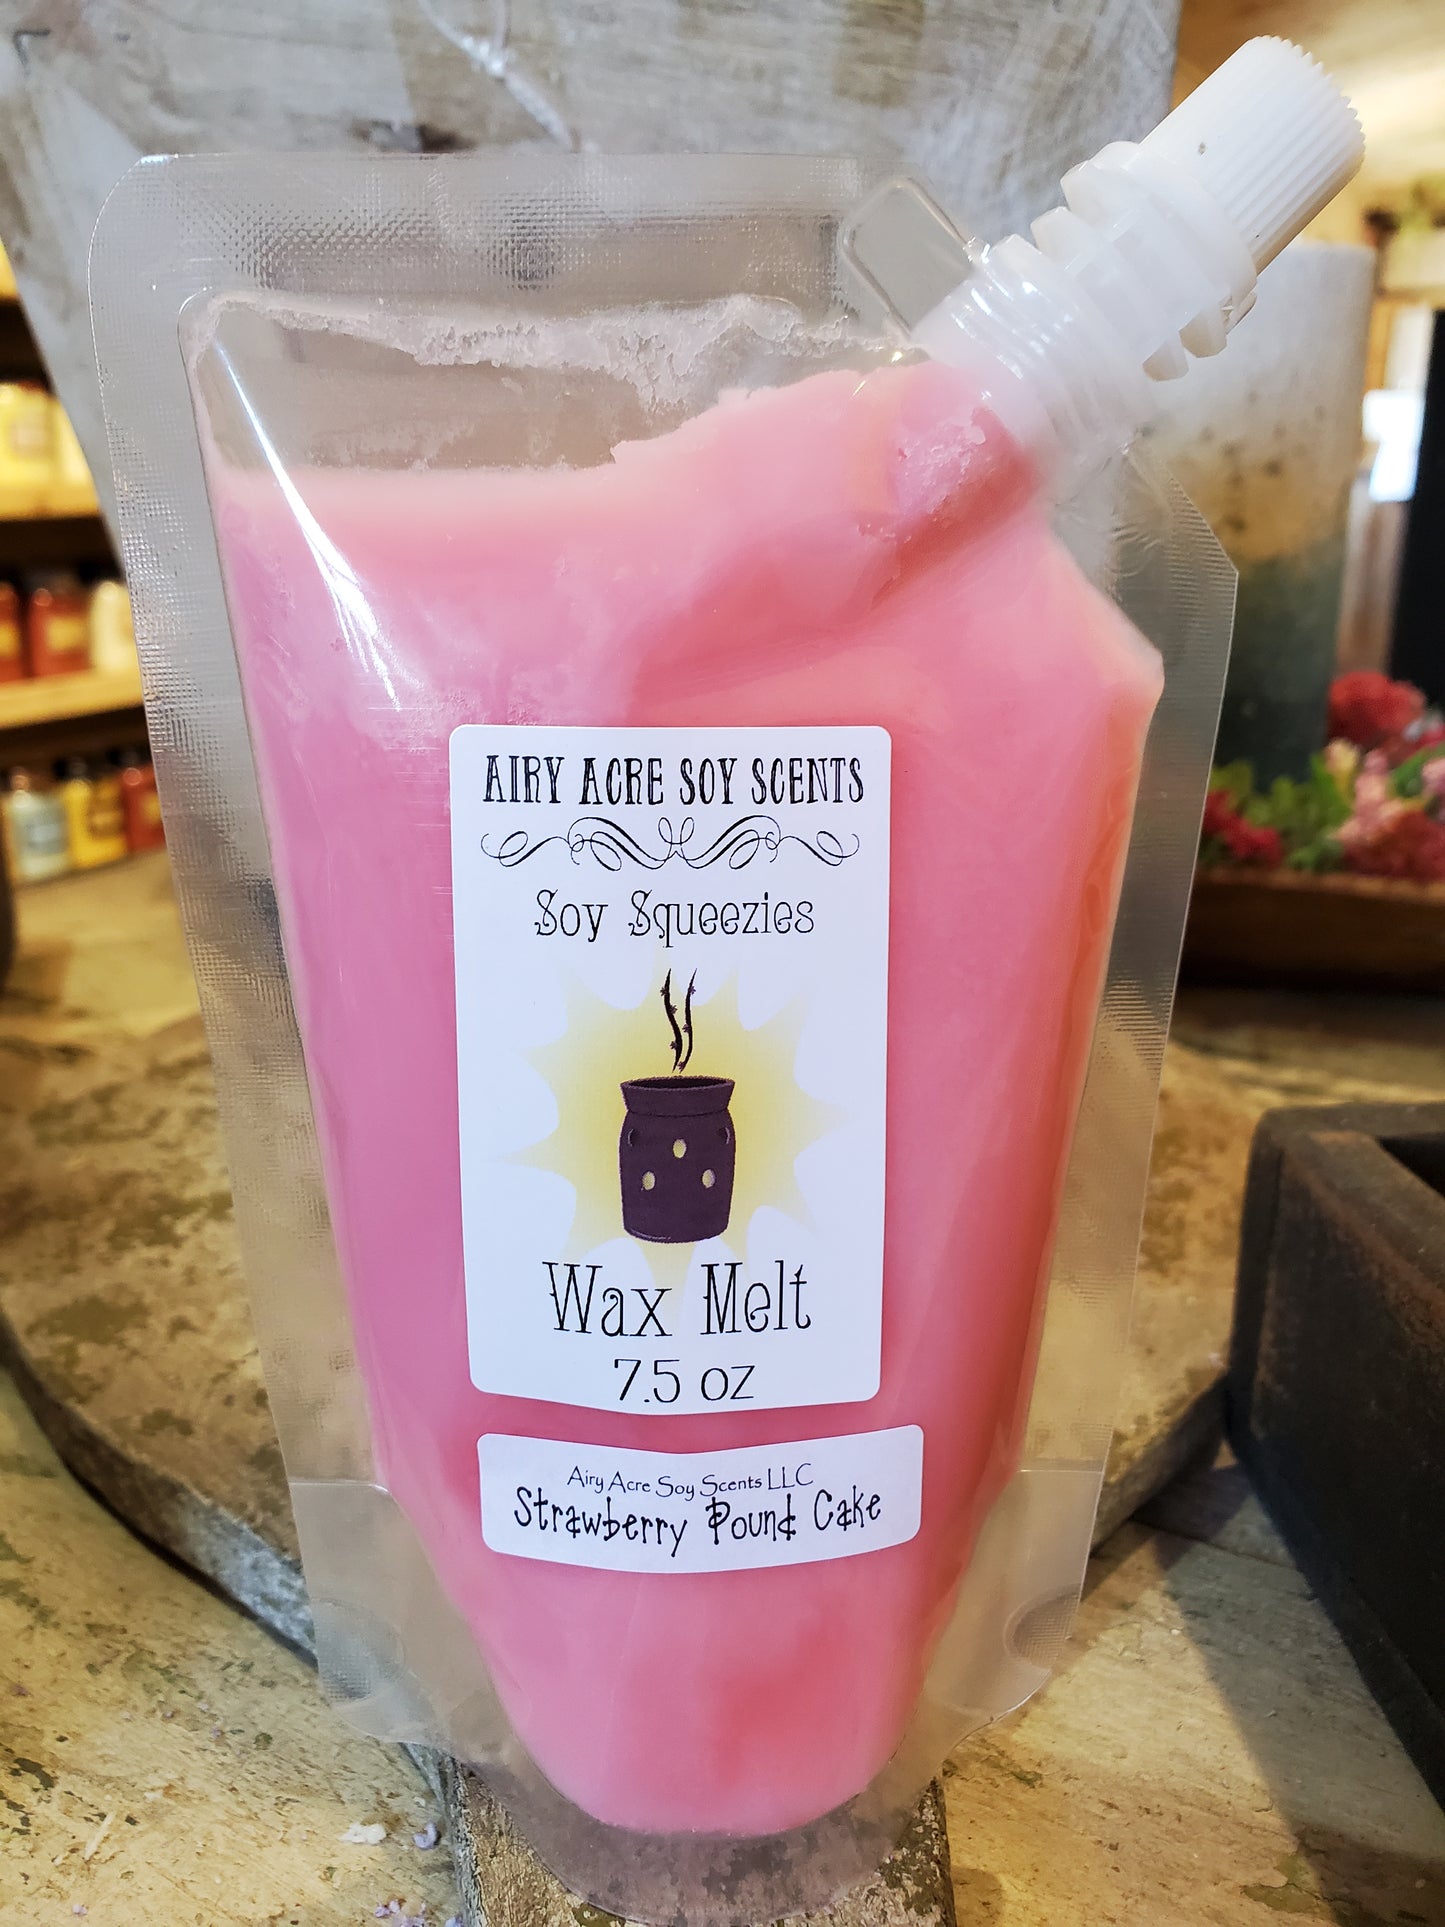 AIRY ACRE SOY SCENTS
Soy Squeezies
Wax Melt
7.5 oz
Airy Acre Soy Scents LLC
Strawberry Pound Cake